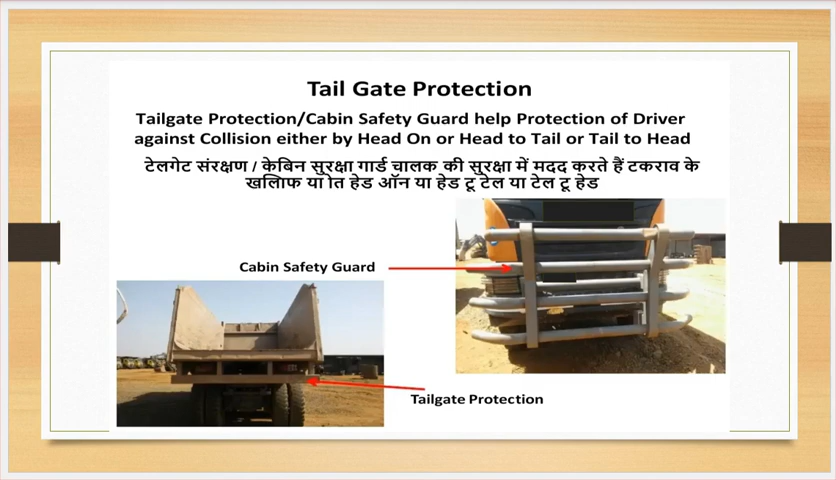 Tail Gate Protection
Tailgate Protection/Cabin Safety Guard help Protection of Driver
against Collision either by Head On or Head to Tail or Tail to Head
टेलगेट संरक्षण / केबिन सुरक्षा गार्ड चालक की सुरक्षा में मदद करते हैं टकराव के
खिलाफ या तो हेड ऑन या हेड टू टेल या टेल टू हेड
Cabin Safety Guard
Tailgate Protection